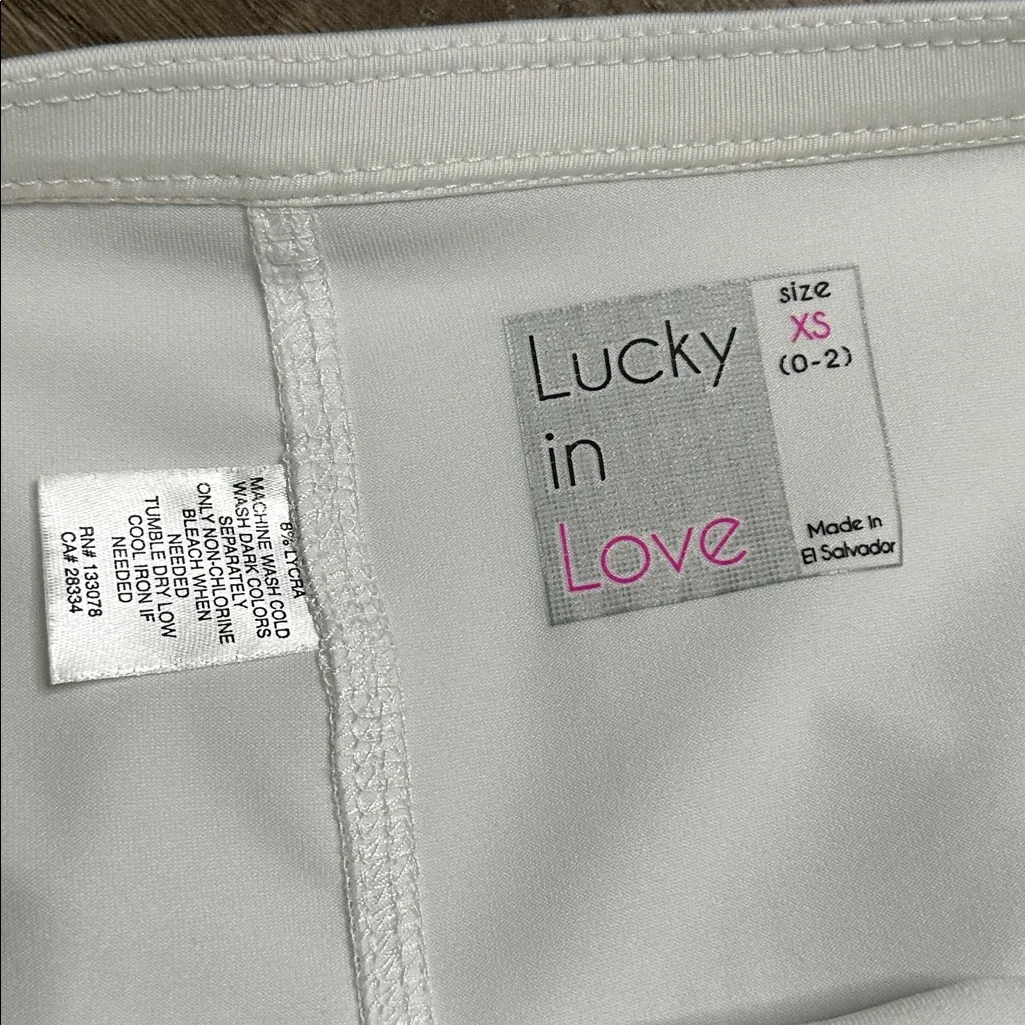 Lucky
in
Love
size
XS
(0-2)
Made In
El Salvador
8% LYCRA
MACHINE WASH COLD
WASH DARK COLORS
SEPARATELY
ONLY NON-CHLORINE
BLEACH WHEN
NEEDED
TUMBLE DRY LOW
COOL IRON IF
NEEDED
RN# 133078
CA# 28334